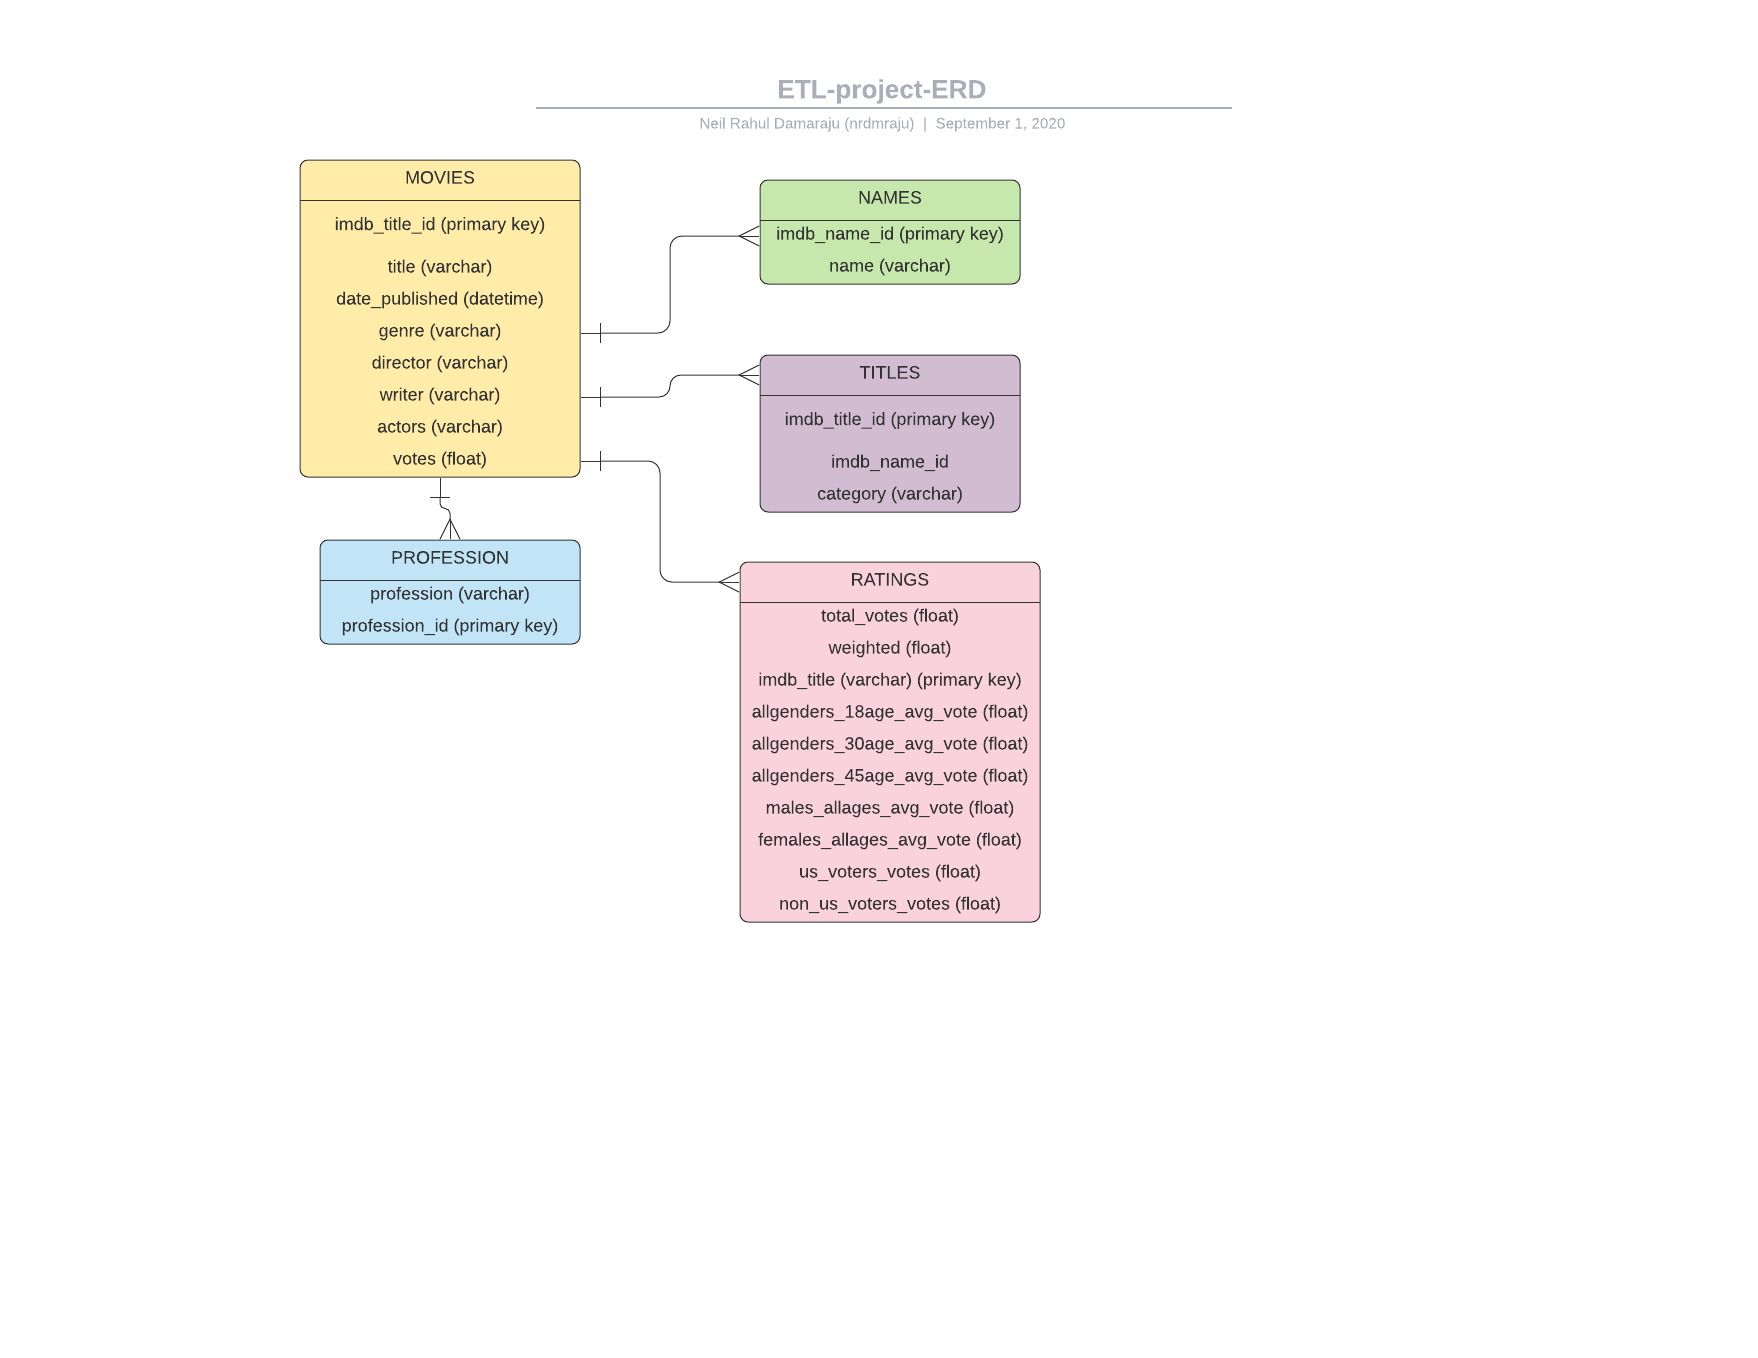 ETL-project-ERD
Neil Rahul Damaraju (nrdmraju) | September 1, 2020
MOVIES
imdb_title_id (primary key)
title (varchar)
date_published (datetime)
genre (varchar)
director (varchar)
writer (varchar)
actors (varchar)
votes (float)
NAMES
imdb_name_id (primary key)
name (varchar)
TITLES
imdb_title_id (primary key)
imdb_name_id
category (varchar)
PROFESSION
profession (varchar)
profession_id (primary key)
RATINGS
total_votes (float)
weighted (float)
imdb_title (varchar) (primary key)
allgenders_18age_avg_vote (float)
allgenders_30age_avg_vote (float)
allgenders_45age_avg_vote (float)
males_allages_avg_vote (float)
females_allages_avg_vote (float)
us_voters_votes (float)
non_us_voters_votes (float)